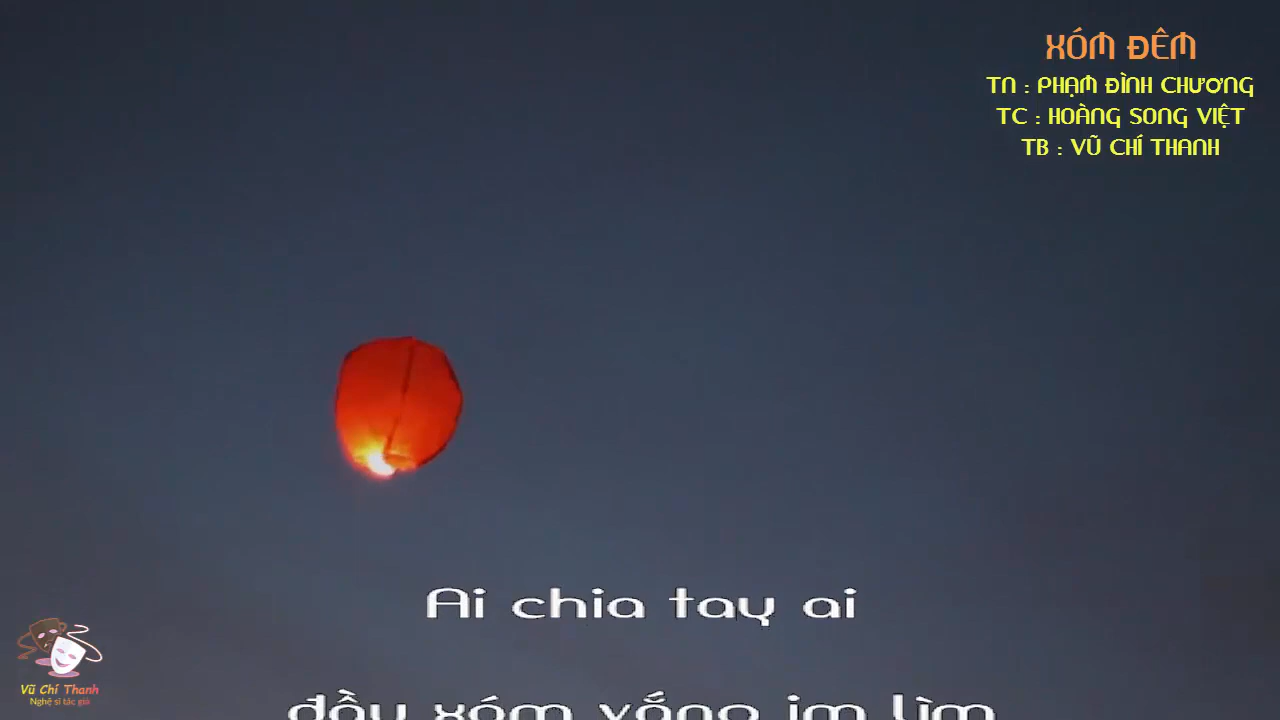 XÓM ĐÊM
TN : PHẠM ĐÌNH CHƯƠNG
TC : HOÀNG SONG VIỆT
TB : VŨ CHÍ THANH
Ai chia tay ai
đầu xóm vắng im lìm
Vũ Chí Thanh
Nghệ sĩ tác giả